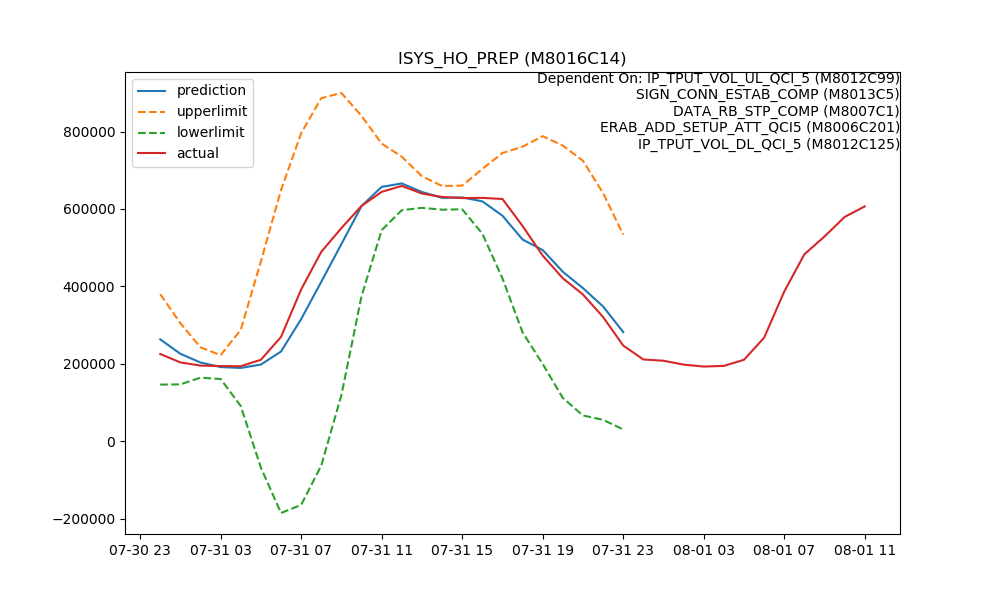 ISYS_HO_PREP (M8016C14)
prediction
upperlimit
lowerlimit
actual
Dependent On: IP_TPUT_VOL_UL_QCI_5 (M8012C99)
SIGN_CONN_ESTAB_COMP (M8013C5)
DATA_RB_STP_COMP (M8007C1)
ERAB_ADD_SETUP_ATT_QCI5 (M8006C201)
IP_TPUT_VOL_DL_QCI_5 (M8012C125)
800000
600000
400000
200000
0
−200000
07-30 23
07-31 03
07-31 07
07-31 11
07-31 15
07-31 19
07-31 23
08-01 03
08-01 07
08-01 11